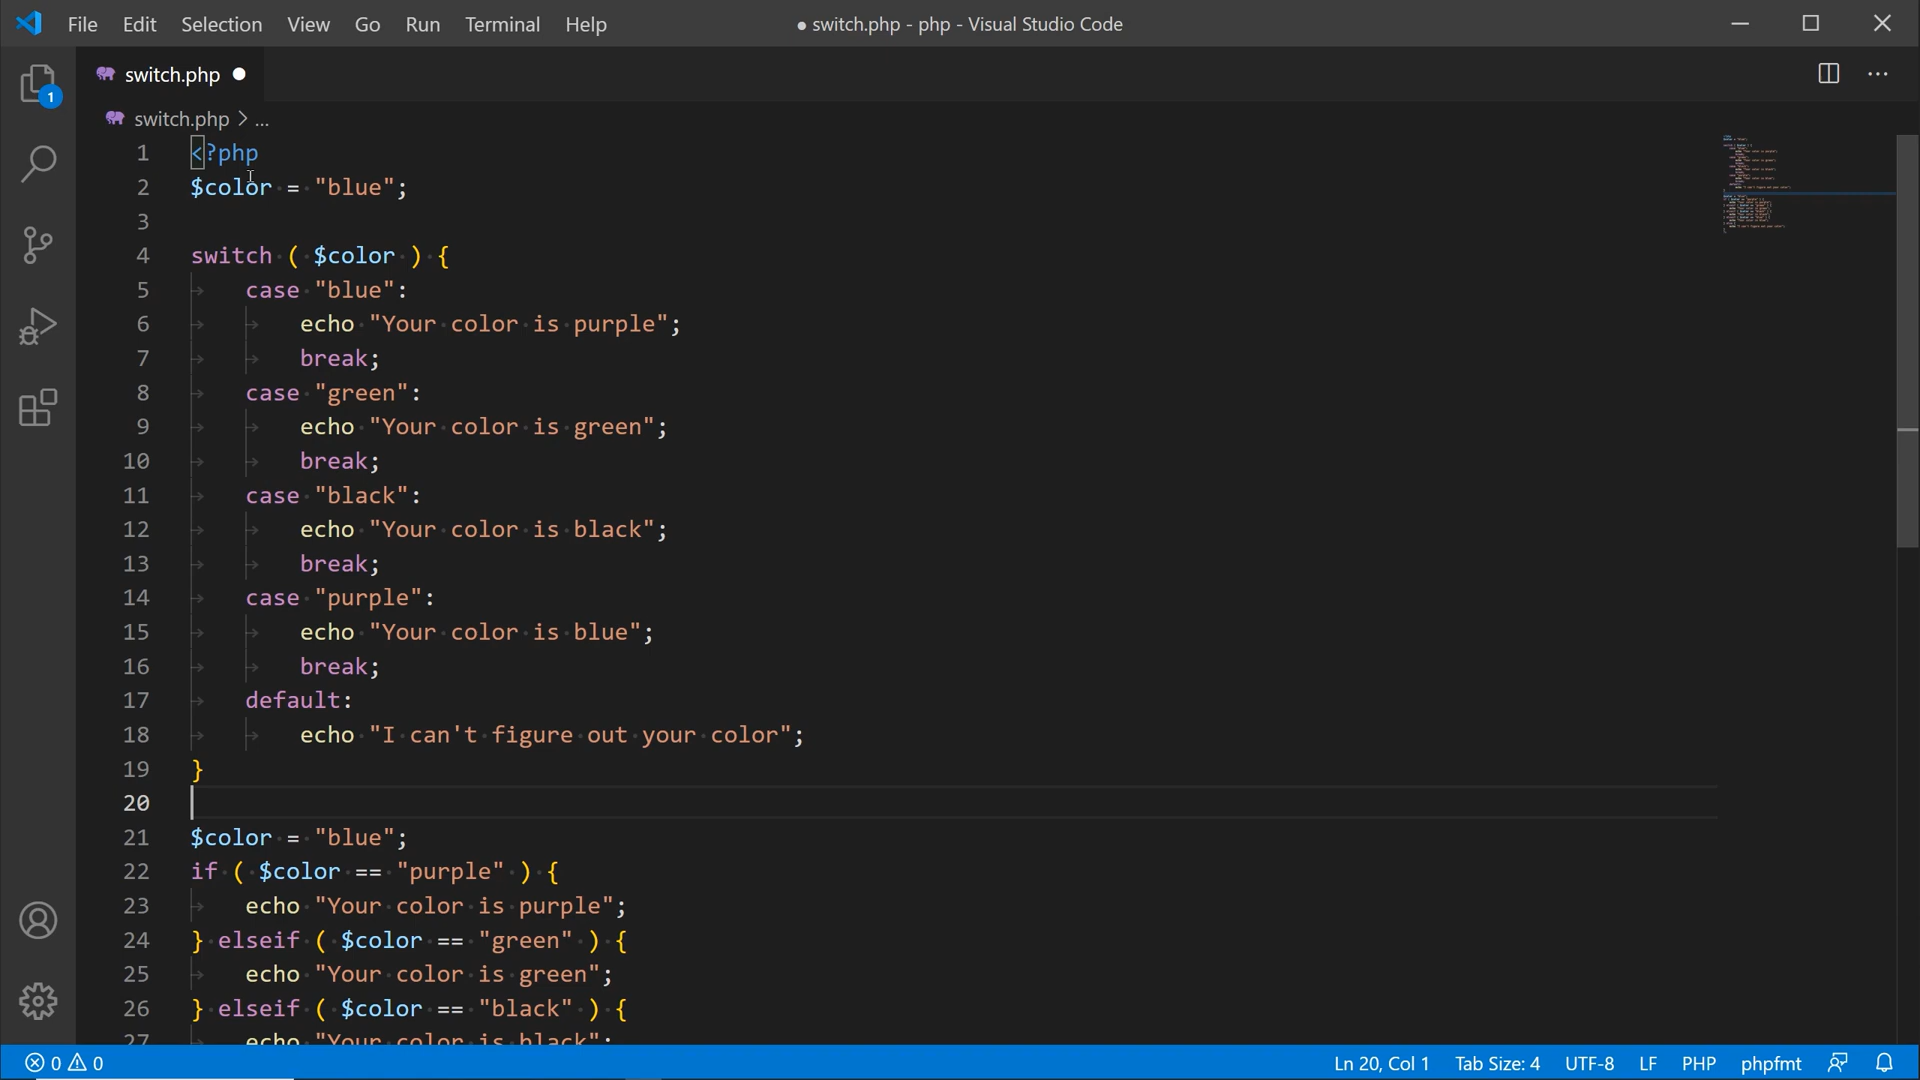 File Edit Selection View Go Run Terminal Help ● switch.php - php - Visual Studio Code
switch.php ●
switch.php > ...
1 <?php
2 $color = "blue";
3
4 switch ( $color ) {
5 case "blue":
6 echo "Your color is purple";
7 break;
8 case "green":
9 echo "Your color is green";
10 break;
11 case "black":
12 echo "Your color is black";
13 break;
14 case "purple":
15 echo "Your color is blue";
16 break;
17 default:
18 echo "I can't figure out your color";
19 }
20
21 $color = "blue";
22 if ( $color == "purple" ) {
23 echo "Your color is purple";
24 } elseif ( $color == "green" ) {
25 echo "Your color is green";
26 } elseif ( $color == "black" ) {
27 echo "Your color is black";
1
0 0 Ln 20, Col 1 Tab Size: 4 UTF-8 LF PHP phpfmt